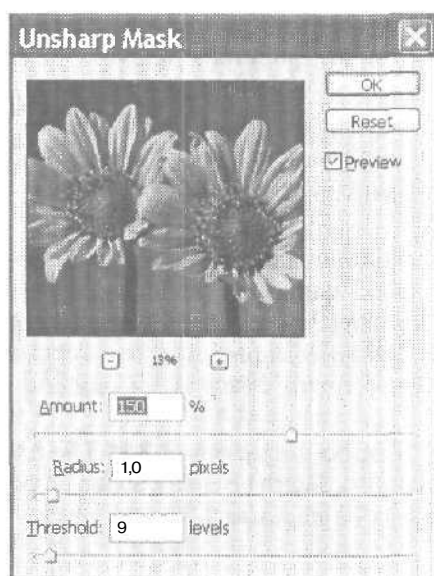 Unsharp Mask
OK
Reset
Preview
13%
Amount: 150 %
Radius: 1,0 pixels
Threshold: 9 levels